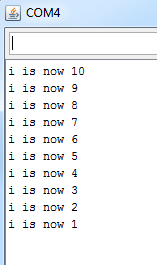 COM4
i is now 10
i is now 9
i is now 8
i is now 7
i is now 6
i is now 5
i is now 4
i is now 3
i is now 2
i is now 1